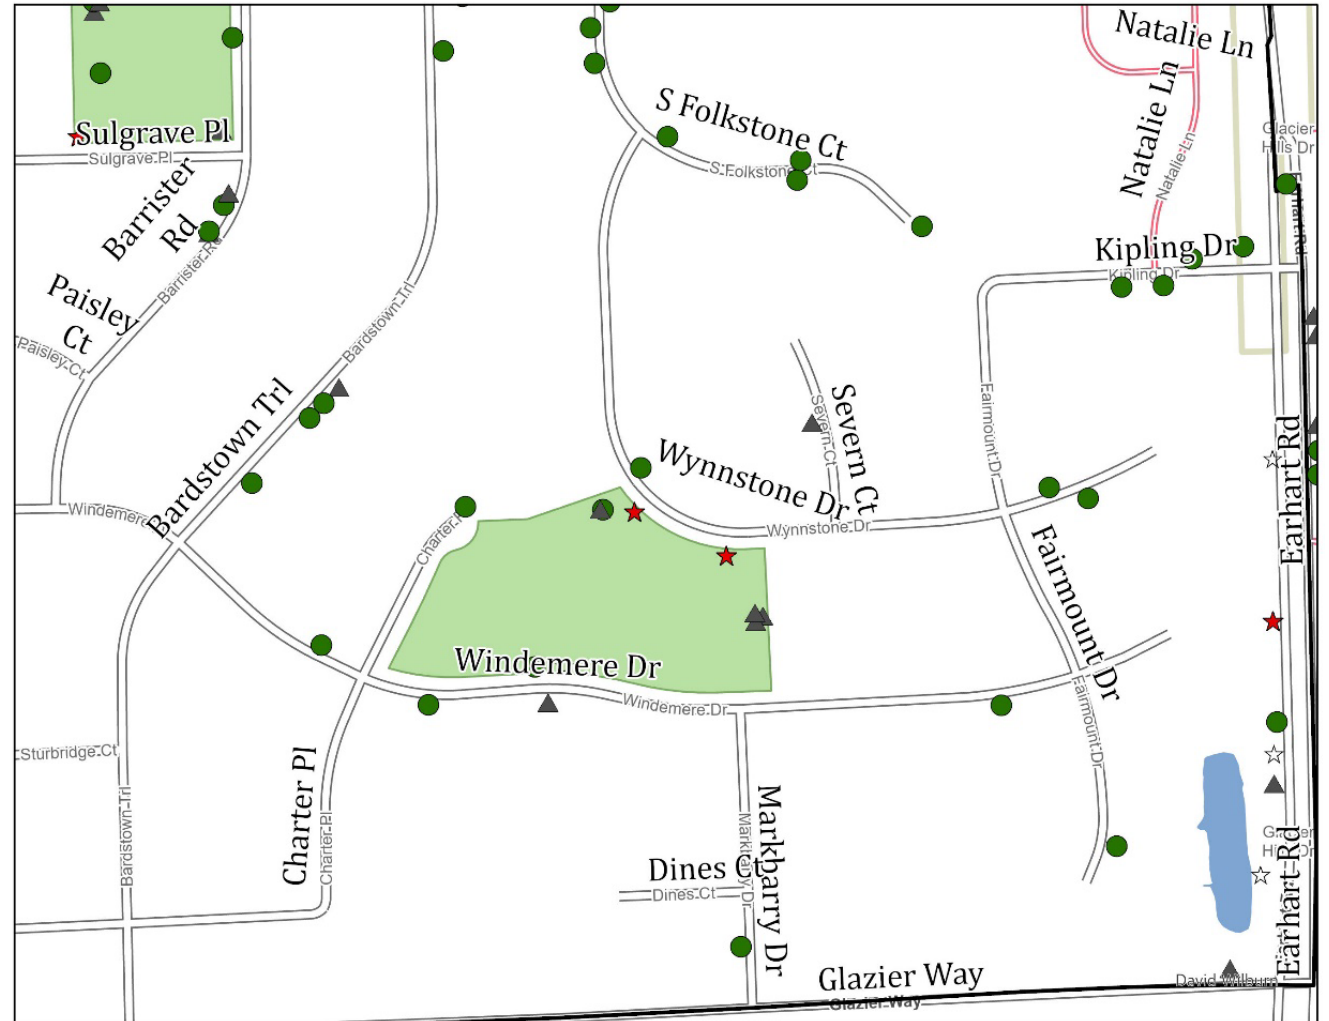 Natalie Ln
Natalie Ln
Natalie Ln
S Folkstone Ct
S Folkstone Ct
Sulgrave Pl
Sulgrave Pl
Glacier
Hills Dr
Earhart Rd
Barrister
Rd
Barrister Rd
Kipling Dr
Kipling Dr
Paisley
Ct
Paisley Ct
Bardstown Trl
Bardstown Trl
Severn Ct
Severn Ct
Fairmount Dr
Earhart Rd
Wynnstone Dr
Wynnstone Dr
Windemere
Charter P
Fairmount Dr
Windemere Dr
Windemere Dr
Fairmount Dr
Sturbridge Ct
Charter Pl
Charter Pl
Bardstown Trl
Markbarry Dr
Markbarry Dr
Dines Ct
Dines Ct
Glacier
Hills Dr
Earhart Rd
Glazier Way
Glazier Way
David Wilburn